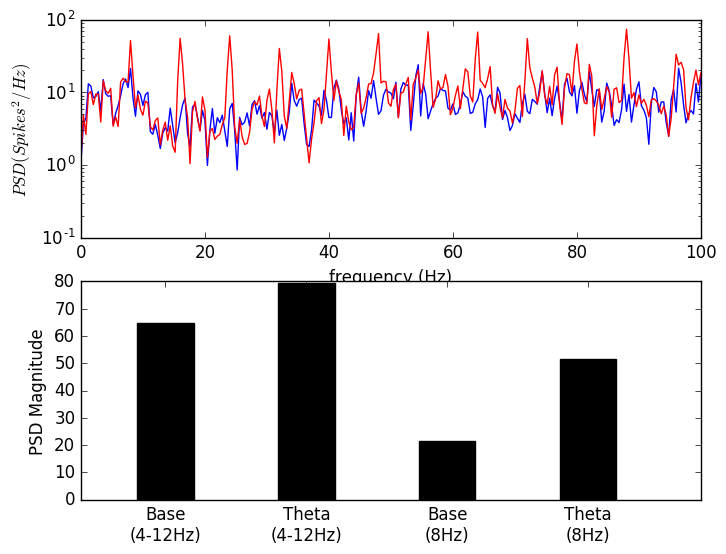 10^2
10^1
10^0
10^-1
PSD(Spikes^2/Hz)
0 20 40 60 80 100
frequency (Hz)
80
70
60
50
40
30
20
10
0
PSD Magnitude
Base Theta Base Theta
(4-12Hz) (4-12Hz) (8Hz) (8Hz)